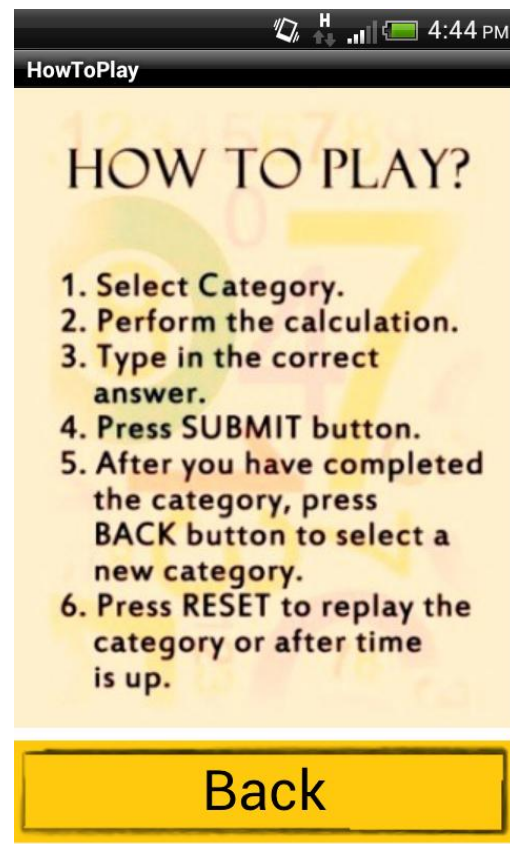 H
4:44 PM
HowToPlay
HOW TO PLAY?
1. Select Category.
2. Perform the calculation.
3. Type in the correct
answer.
4. Press SUBMIT button.
5. After you have completed
the category, press
BACK button to select a
new category.
6. Press RESET to replay the
category or after time
is up.
Back